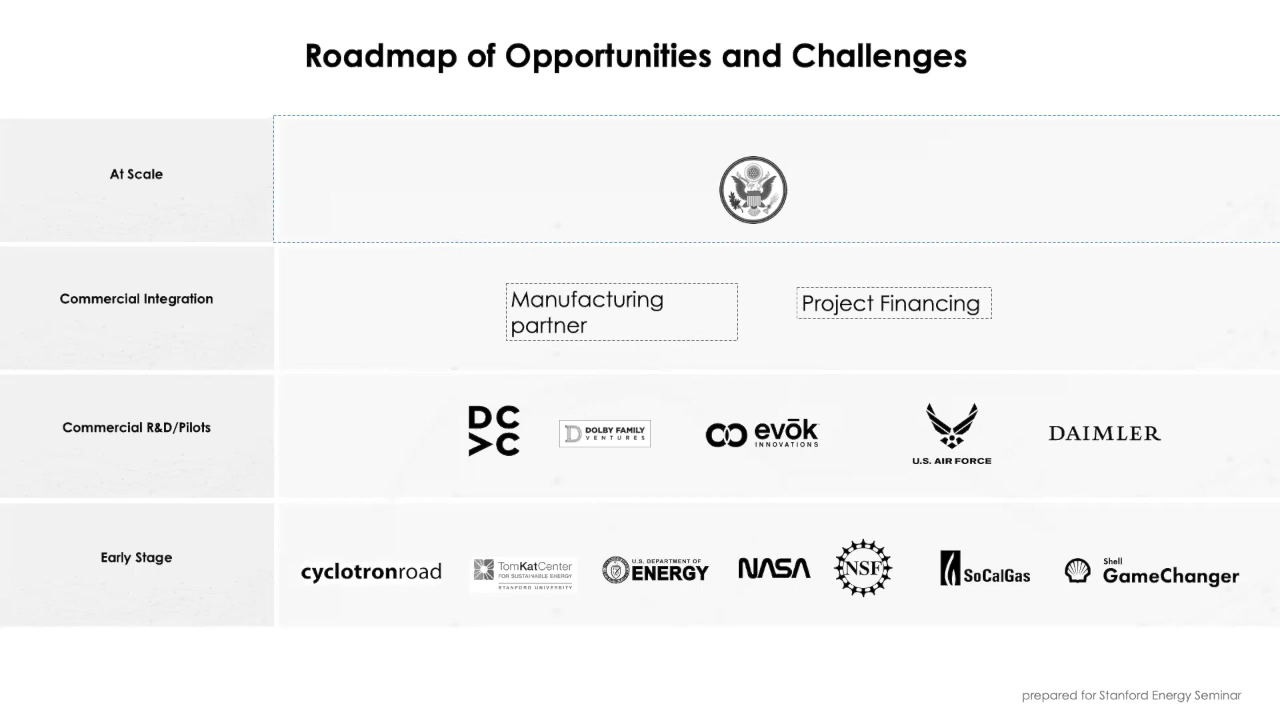 Roadmap of Opportunities and Challenges
At Scale
Commercial Integration
Manufacturing
partner
Project Financing
Commercial R&D/Pilots
DC
VC
DOLBY FAMILY
VENTURES
evōk
INNOVATIONS
U.S. AIR FORCE
DAIMLER
Early Stage
cyclotronroad
TomKatCenter
FOR SUSTAINABLE ENERGY
STANFORD UNIVERSITY
U.S. DEPARTMENT OF
ENERGY
NASA
NSF
SoCalGas
Shell
GameChanger
prepared for Stanford Energy Seminar